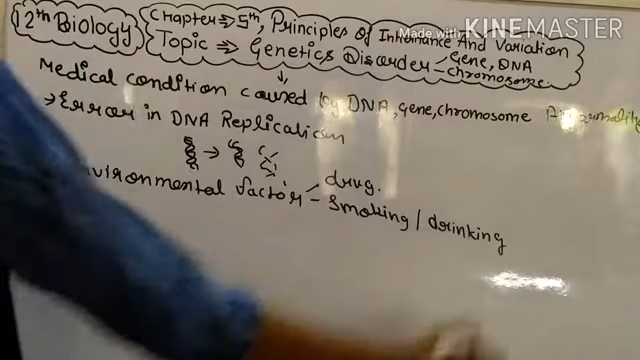 Made with KINEMASTER
12th Biology
Chapter ⇒ 5th, Principles of Inheritance And Variation
Topic ⇒ Genetics Disorder - Gene, DNA
chromosome.
Medical condition caused by DNA, gene, chromosome
→ Error in DNA Replication
vironmental factor - drug.
- Smoking / drinking